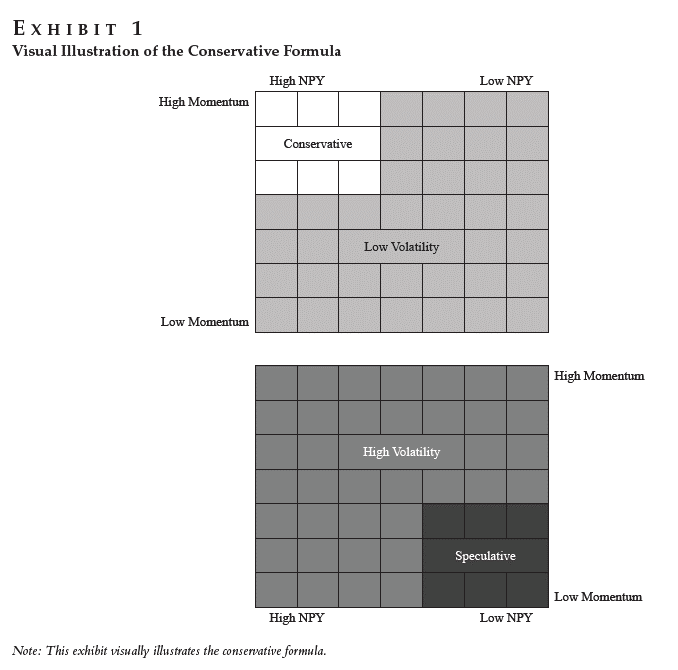 EXHIBIT 1
Visual Illustration of the Conservative Formula
High NPY Low NPY
High Momentum
Conservative
Low Volatility
Low Momentum
High Momentum
High Volatility
Speculative
Low Momentum
High NPY Low NPY
Note: This exhibit visually illustrates the conservative formula.